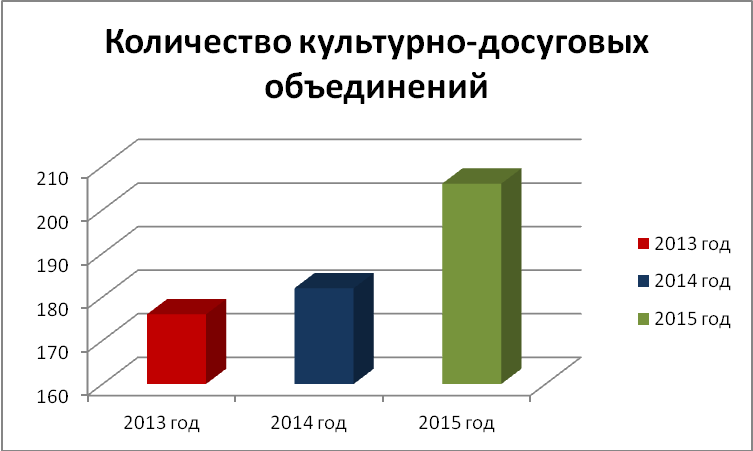 Количество культурно-досуговых
объединений
210
200
190
180
170
160
2013 год
2014 год
2015 год
2013 год
2014 год
2015 год